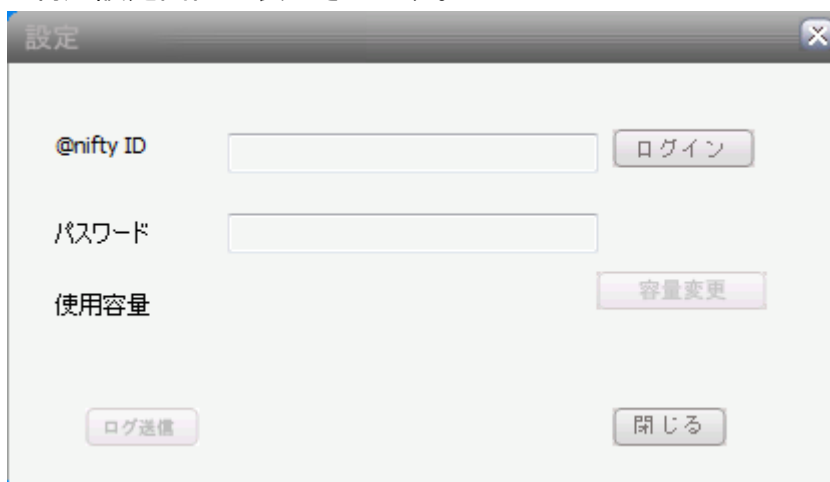 設定
@nifty ID
ログイン
パスワード
使用容量
容量変更
ログ送信
閉じる